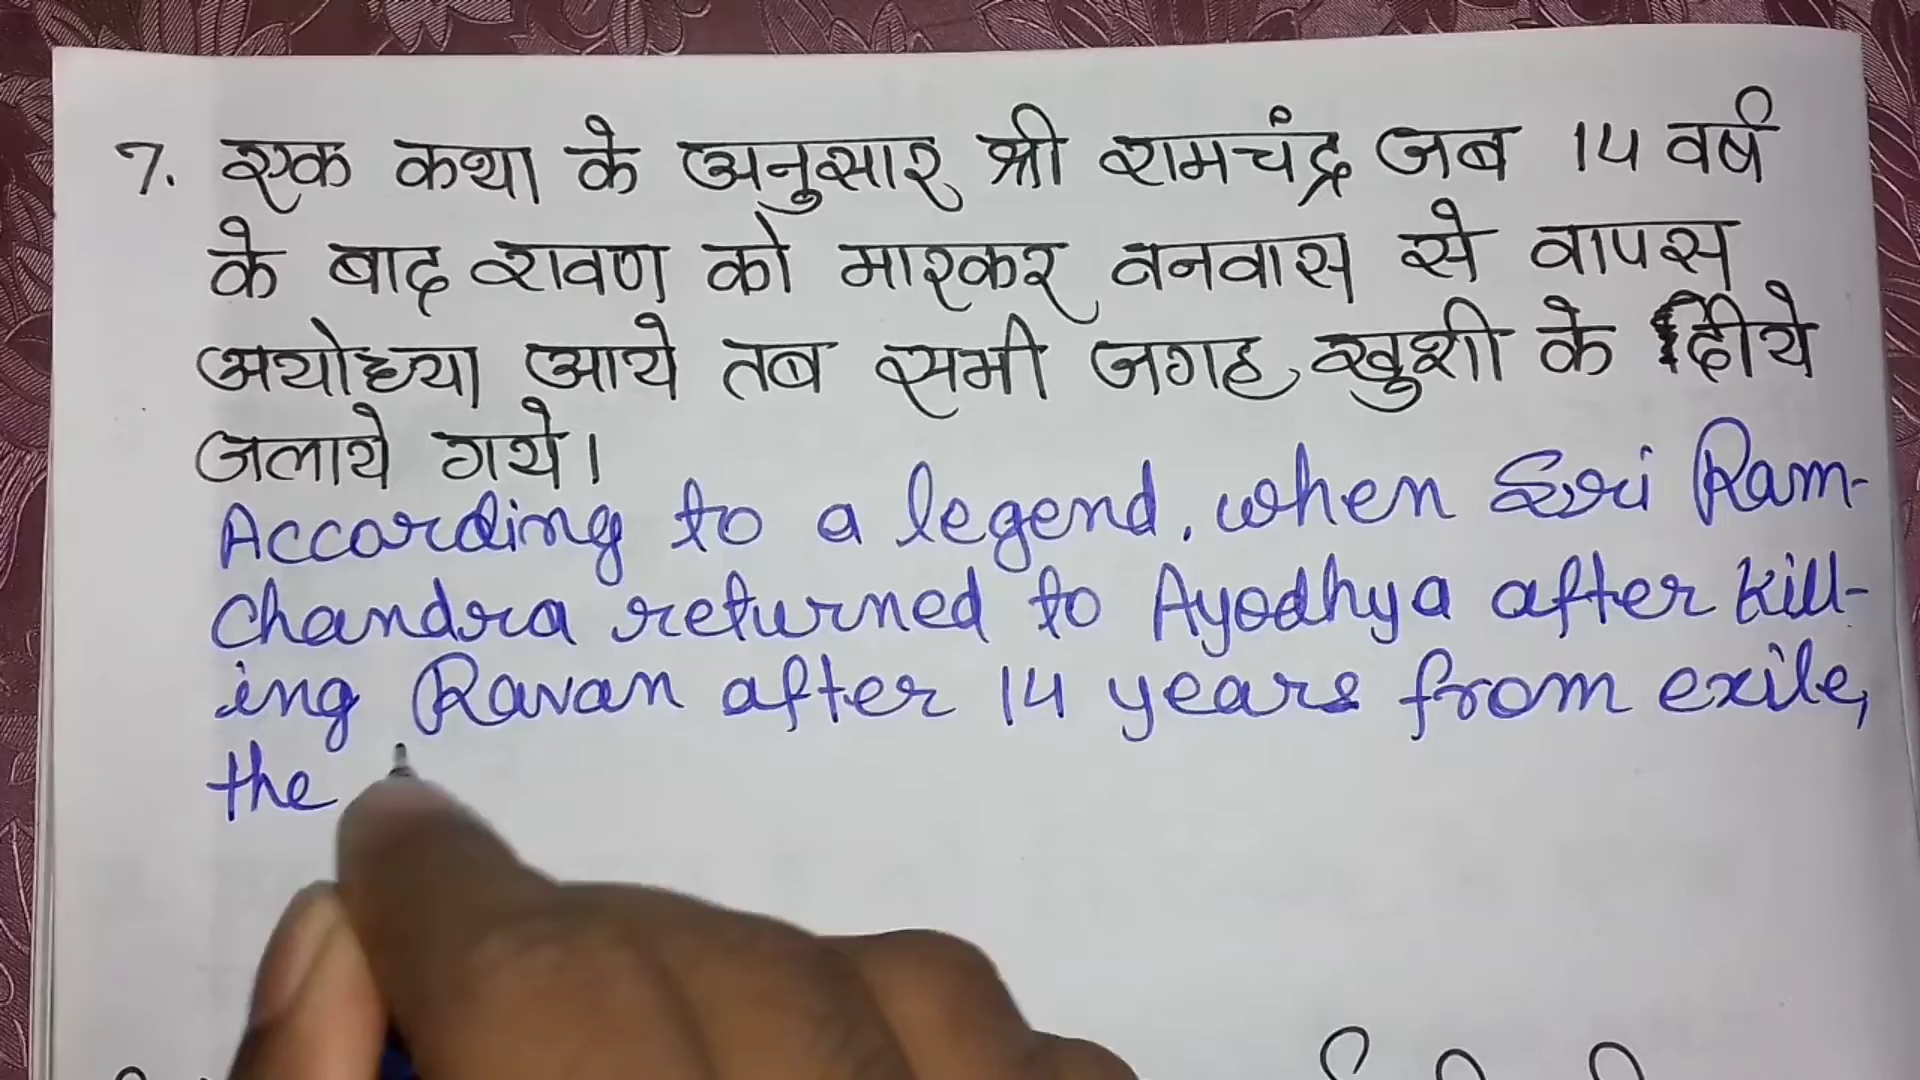 7. एक कथा के अनुसार श्री रामचंद्र जब 14 वर्ष
के बाद रावण को मारकर वनवास से वापस
अयोध्या आये तब सभी जगह खुशी के दीये
जलाये गये।
According to a legend, when Sri Ram-
chandra returned to Ayodhya after kill-
ing Ravan after 14 years from exile,
the